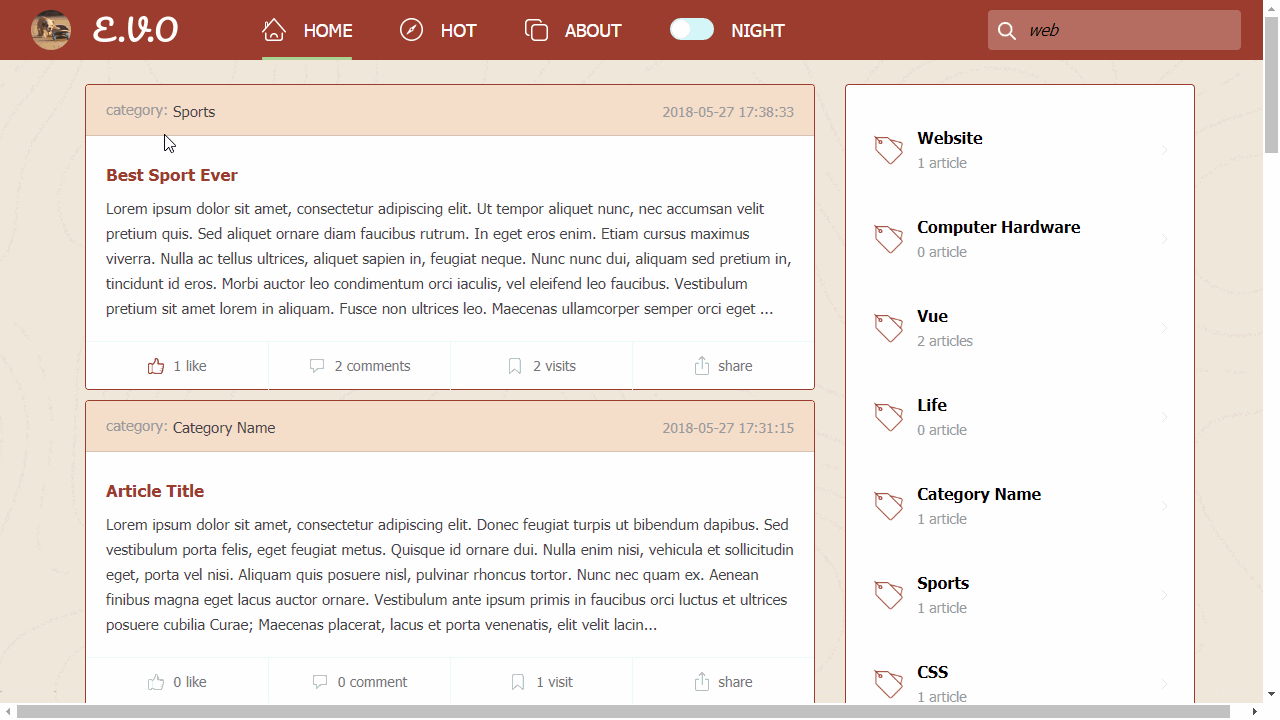 E.V.O
HOME
HOT
ABOUT
NIGHT
web
category: Sports
2018-05-27 17:38:33
Best Sport Ever
Lorem ipsum dolor sit amet, consectetur adipiscing elit. Ut tempor aliquet nunc, nec accumsan velit
pretium quis. Sed aliquet ornare diam faucibus rutrum. In eget eros enim. Etiam cursus maximus
viverra. Nulla ac tellus ultrices, aliquet sapien in, feugiat neque. Nunc nunc dui, aliquam sed pretium in,
tincidunt id eros. Morbi auctor leo condimentum orci iaculis, vel eleifend leo faucibus. Vestibulum
pretium sit amet lorem in aliquam. Fusce non ultrices leo. Maecenas ullamcorper semper orci eget ...
1 like
2 comments
2 visits
share
category: Category Name
2018-05-27 17:31:15
Article Title
Lorem ipsum dolor sit amet, consectetur adipiscing elit. Donec feugiat turpis ut bibendum dapibus. Sed
vestibulum porta felis, eget feugiat metus. Quisque id ornare dui. Nulla enim nisi, vehicula et sollicitudin
eget, porta vel nisi. Aliquam quis posuere nisl, pulvinar rhoncus tortor. Nunc nec quam ex. Aenean
finibus magna eget lacus auctor ornare. Vestibulum ante ipsum primis in faucibus orci luctus et ultrices
posuere cubilia Curae; Maecenas placerat, lacus et porta venenatis, elit velit lacin...
0 like
0 comment
1 visit
share
Website
1 article
Computer Hardware
0 article
Vue
2 articles
Life
0 article
Category Name
1 article
Sports
1 article
CSS
1 article